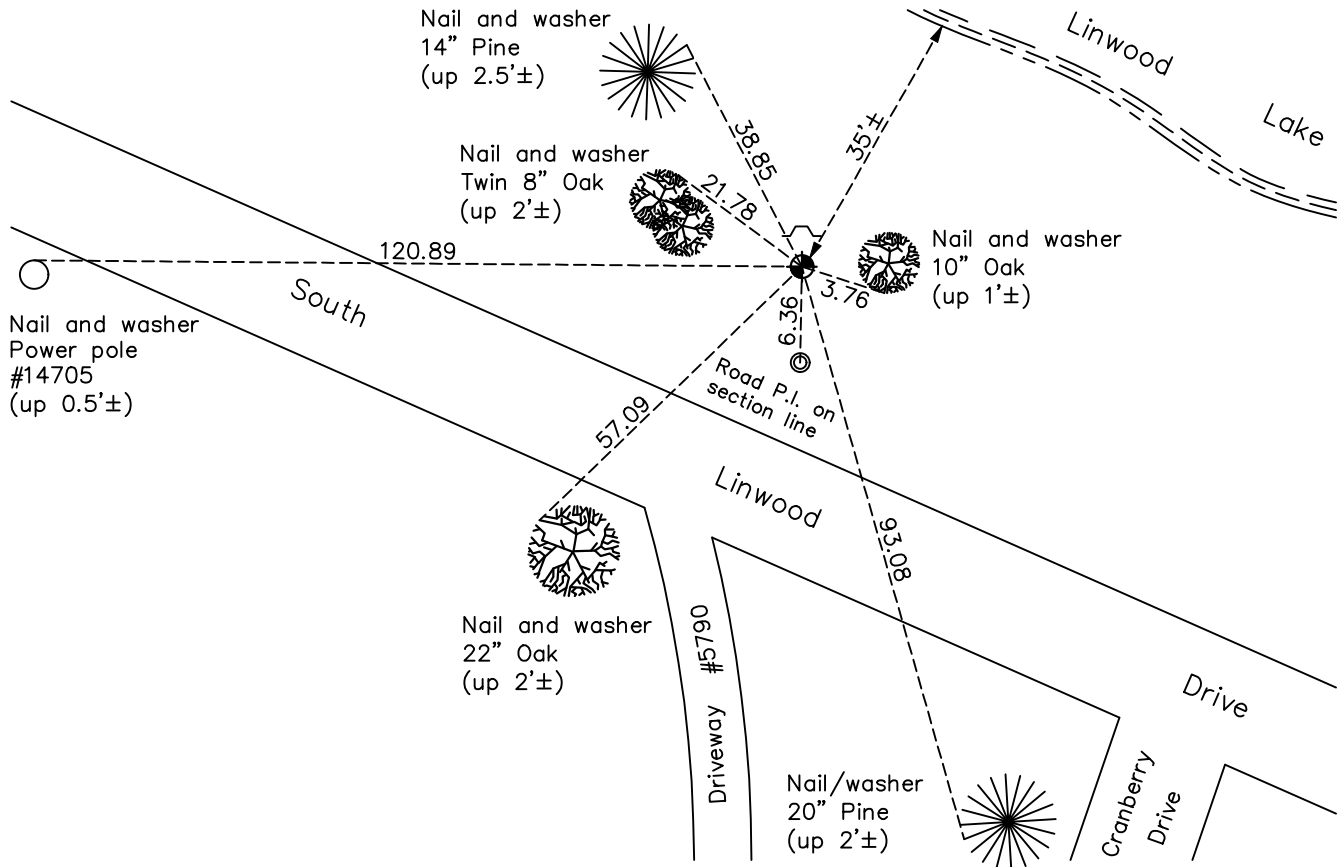 Nail and washer
14” Pine
(up 2.5’±)
Linwood
Lake
35’±
38.85
Nail and washer
Twin 8” Oak
(up 2’±)
21.78
Nail and washer
10” Oak
(up 1’±)
3.76
120.89
South
6.36
Nail and washer
Power pole
#14705
(up 0.5’±)
Road P.I. on
section line
57.09
Linwood
93.08
Nail and washer
22” Oak
(up 2’±)
Driveway #5790
Drive
Nail/washer
20” Pine
(up 2’±)
Cranberry
Drive